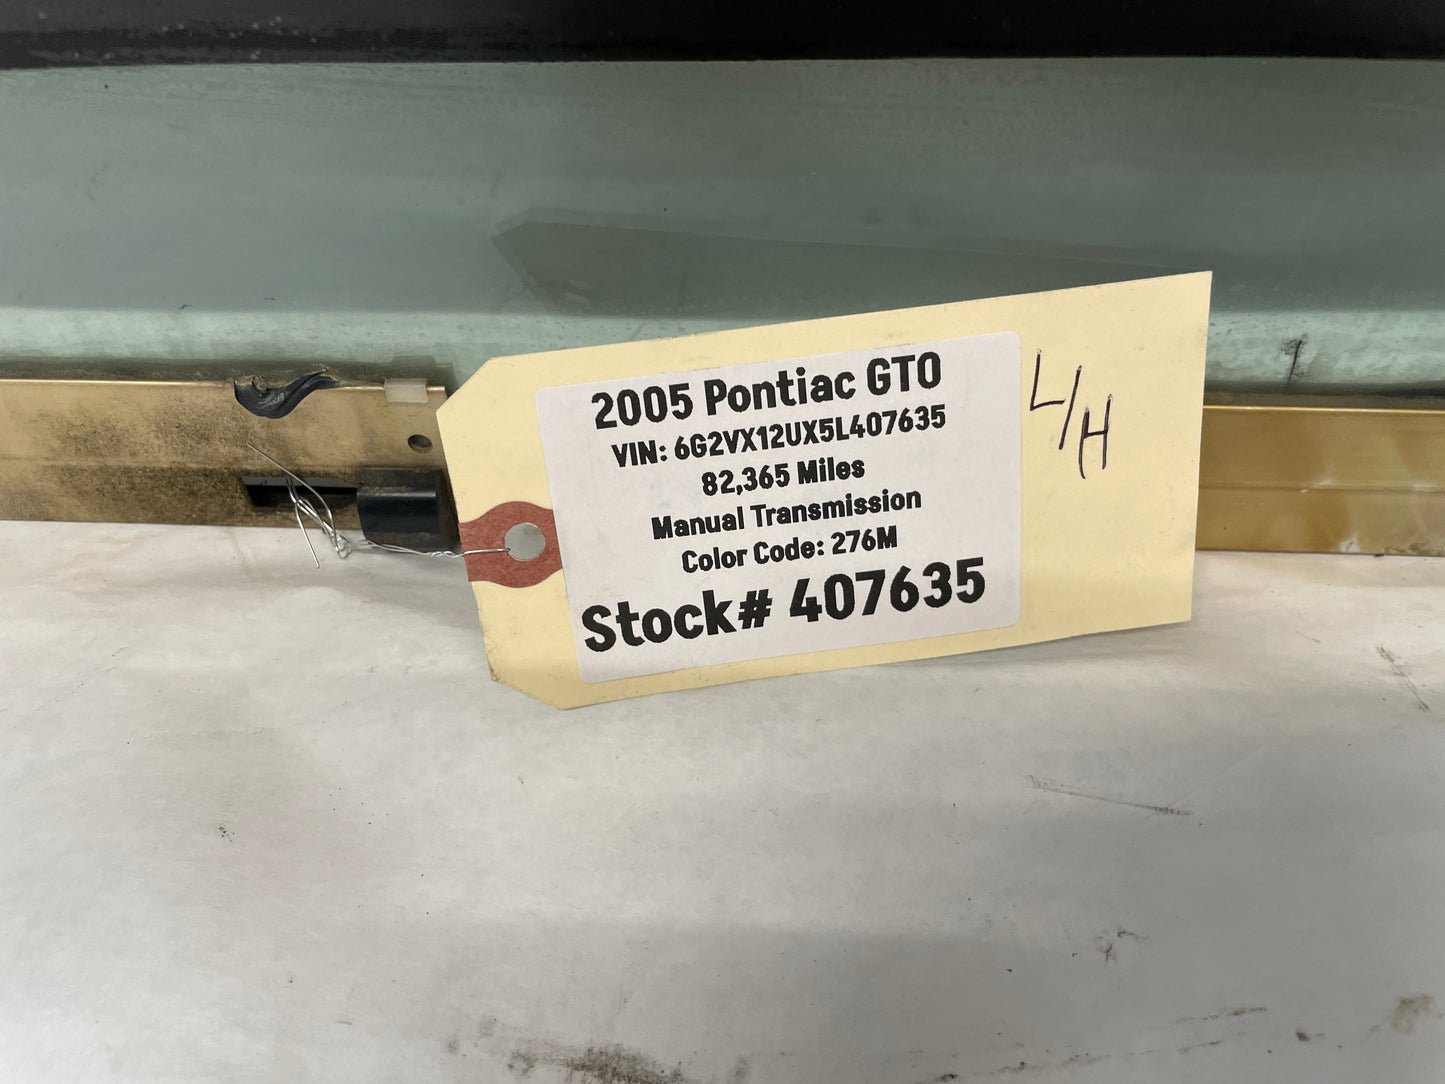 2005 Pontiac GTO
VIN: 6G2VX12UX5L407635
82,365 Miles
Manual Transmission
Color Code: 276M
Stock# 407635
L/H